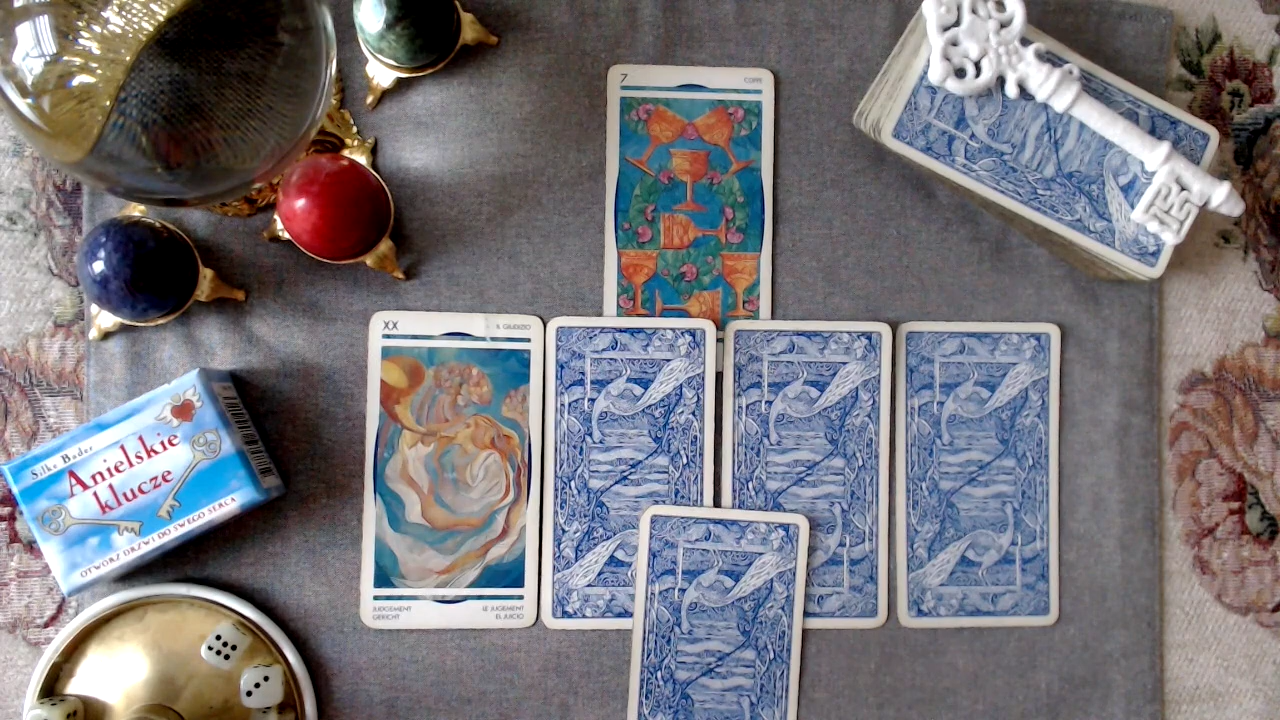 7 COPPE
XX IL GIUDIZIO
JUDGEMENT LE JUGEMENT
GERICHT EL JUICIO
Silke Bader
Anielskie
klucze
OTWÓRZ DRZWI DO SWEGO SERCA